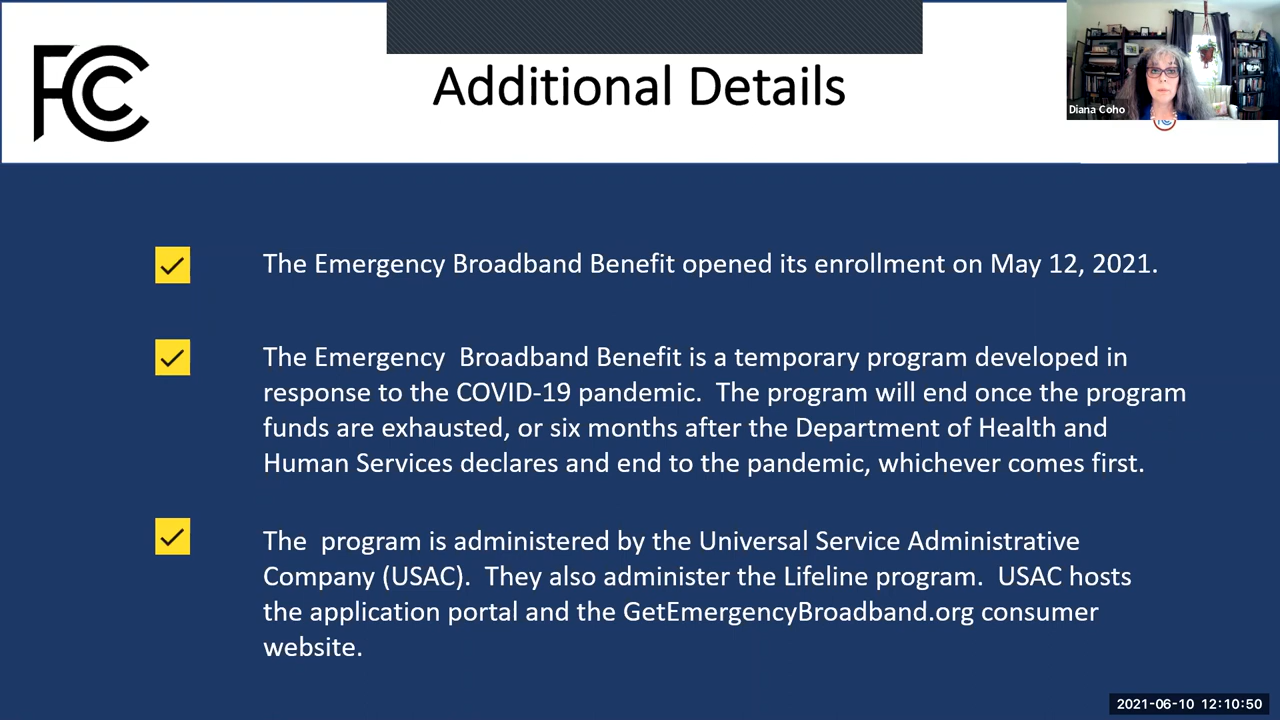 FCC
Additional Details
Diana Coho
The Emergency Broadband Benefit opened its enrollment on May 12, 2021.
The Emergency  Broadband Benefit is a temporary program developed in
response to the COVID-19 pandemic.  The program will end once the program
funds are exhausted, or six months after the Department of Health and
Human Services declares and end to the pandemic, whichever comes first.
The  program is administered by the Universal Service Administrative
Company (USAC).  They also administer the Lifeline program.  USAC hosts
the application portal and the GetEmergencyBroadband.org consumer
website.
2021-06-10 12:10:50